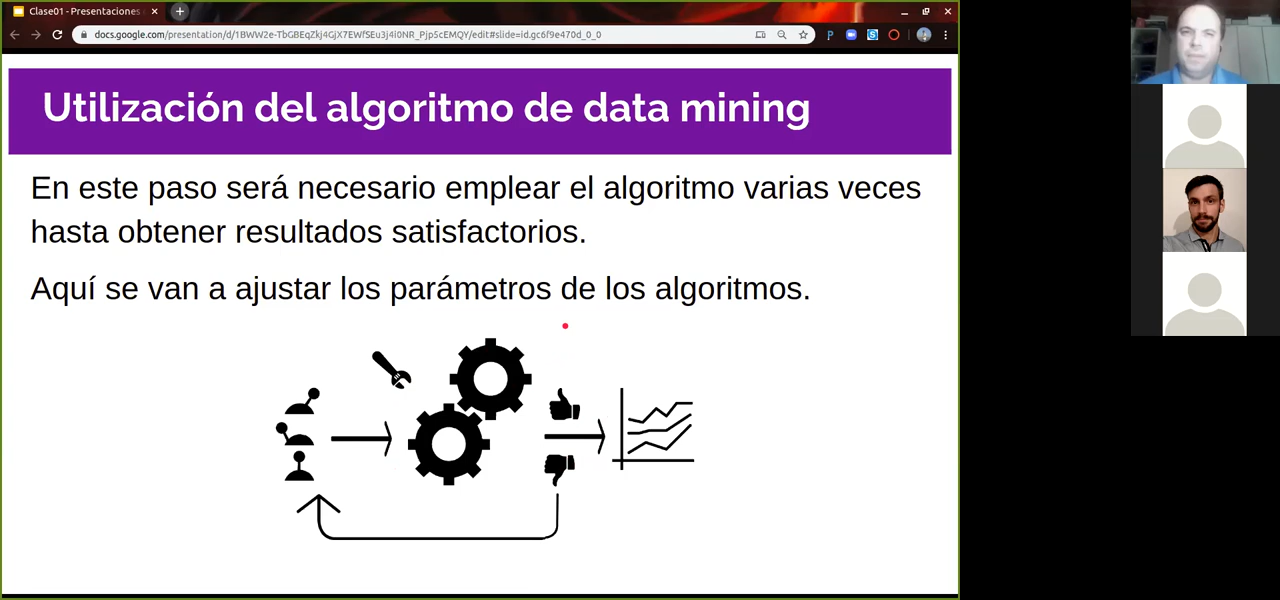 Clase01 - Presentaciones
docs.google.com/presentation/d/1BWW2e-TbGBEqZkj4GJX7EWfSEu3j4i0NR_Pjp5cEMQY/edit#slide=id.gc6f9e470d_0_0
Utilización del algoritmo de data mining
En este paso será necesario emplear el algoritmo varias veces
hasta obtener resultados satisfactorios.
Aquí se van a ajustar los parámetros de los algoritmos.